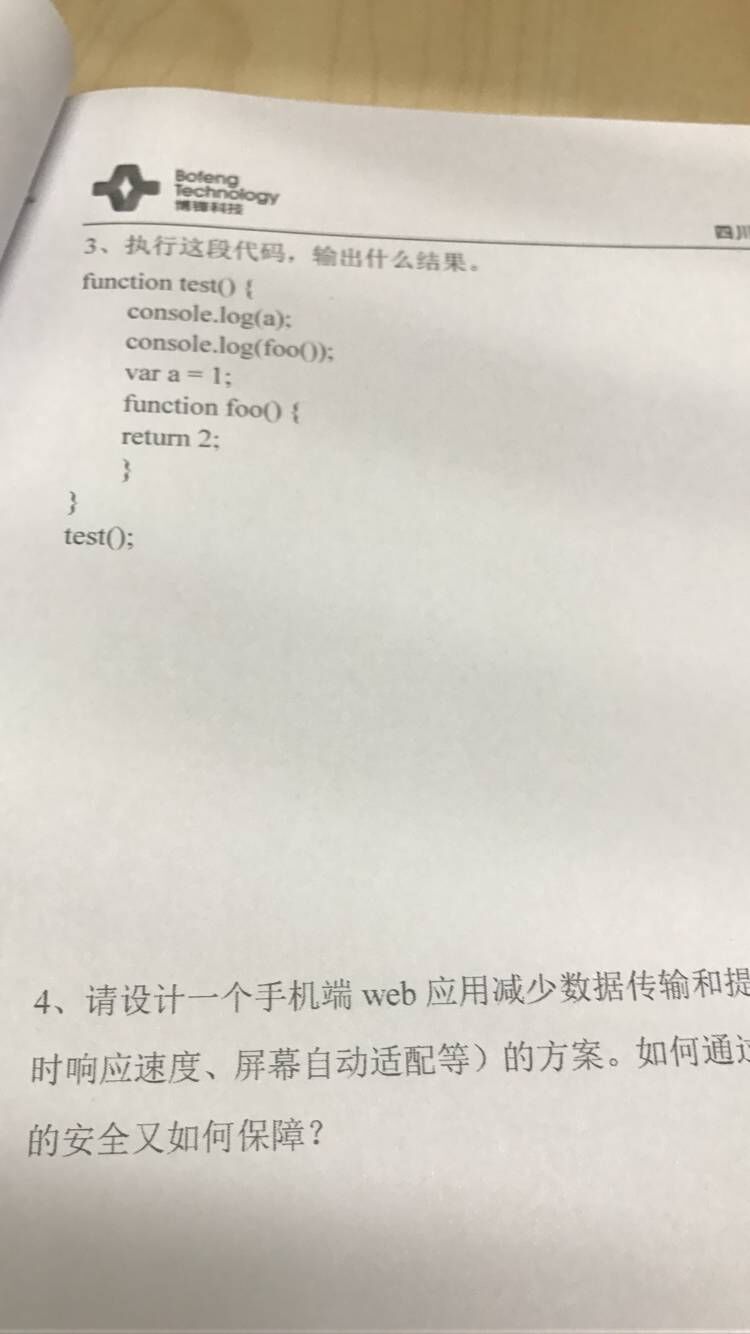 Bofeng
Technology
博锋科技
四川
3、执行这段代码，输出什么结果。
function test() {
console.log(a);
console.log(foo());
var a = 1;
function foo() {
return 2;
}
}
test();
4、请设计一个手机端 web 应用减少数据传输和提
时响应速度、屏幕自动适配等）的方案。如何通过
的安全又如何保障？